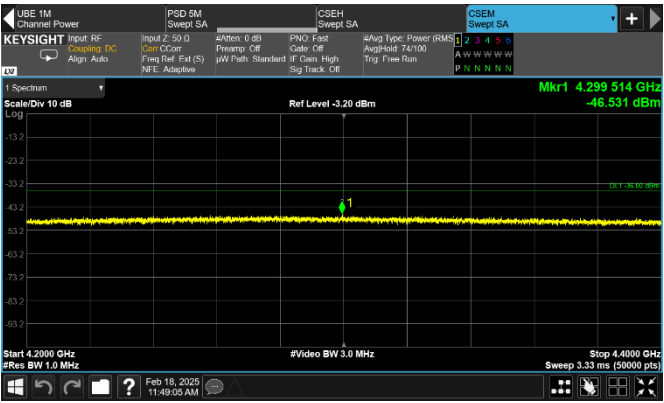 UBE 1M
Channel Power
PSD 5M
Swept SA
CSEH
Swept SA
CSEM
Swept SA
KEYSIGHT
Input: RF
Coupling: DC
Align: Auto
Input Z: 50 Ω
Corr CCorr
Freq Ref: Ext (S)
NFE: Adaptive
#Atten: 0 dB
Preamp: Off
µW Path: Standard
PNO: Fast
Gate: Off
IF Gain: High
Sig Track: Off
#Avg Type: Power (RMS
Avg|Hold: 74/100
Trig: Free Run
1 2 3 4 5 6
A W W W W W
P N N N N N
LXI
1 Spectrum
Scale/Div 10 dB
Ref Level -3.20 dBm
Mkr1 4.299 514 GHz
-46.531 dBm
Log
-13.2
-23.2
-33.2
DL1 -36.00 dBm
1
-43.2
-53.2
-63.2
-73.2
-83.2
-93.2
Start 4.2000 GHz
#Res BW 1.0 MHz
#Video BW 3.0 MHz
Stop 4.4000 GHz
Sweep 3.33 ms (50000 pts)
?
Feb 18, 2025
11:49:05 AM